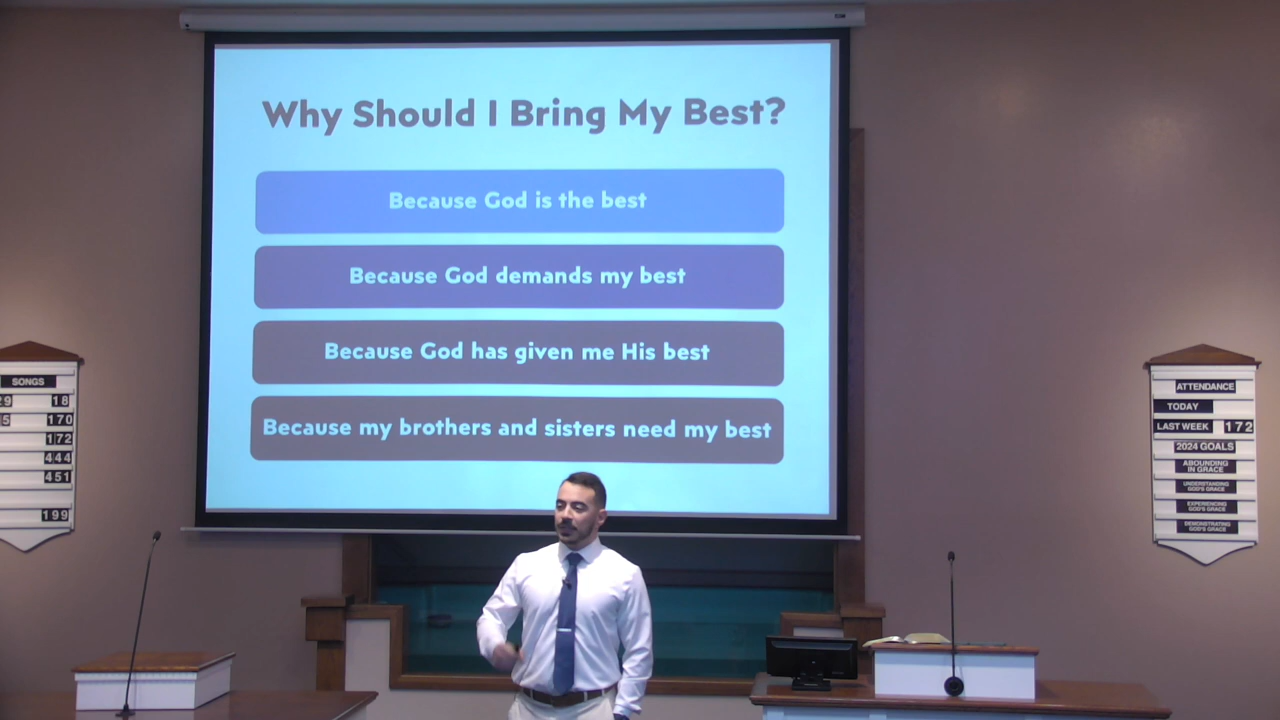 Why Should I Bring My Best?
Because God is the best
Because God demands my best
Because God has given me His best
Because my brothers and sisters need my best
SONGS
29 18
5 170
172
444
451
199
ATTENDANCE
TODAY
LAST WEEK 172
2024 GOALS
ABOUNDING
IN GRACE
UNDERSTANDING
GOD'S GRACE
EXPERIENCING
GOD'S GRACE
DEMONSTRATING
GOD'S GRACE